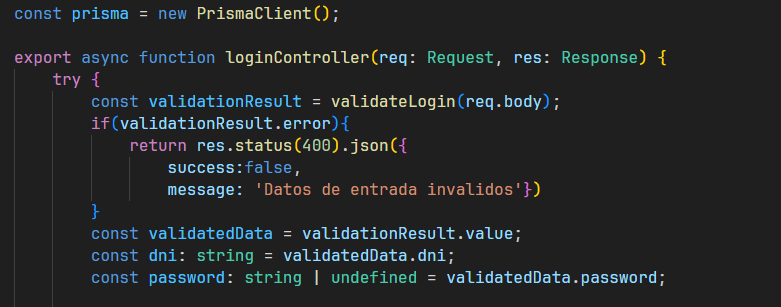 const prisma = new PrismaClient();
export async function loginController(req: Request, res: Response) {
try {
const validationResult = validateLogin(req.body);
if(validationResult.error){
return res.status(400).json({
success:false,
message: 'Datos de entrada invalidos'})
}
const validatedData = validationResult.value;
const dni: string = validatedData.dni;
const password: string | undefined = validatedData.password;